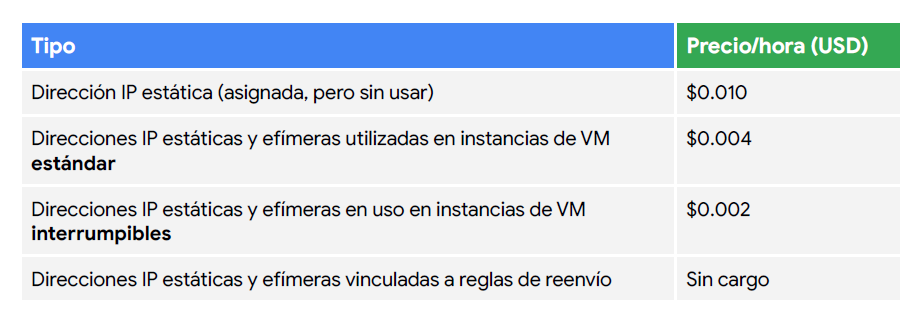 Tipo Precio/hora (USD)
Dirección IP estática (asignada, pero sin usar) $0.010
Direcciones IP estáticas y efímeras utilizadas en instancias de VM $0.004
estándar
Direcciones IP estáticas y efímeras en uso en instancias de VM $0.002
interrumpibles
Direcciones IP estáticas y efímeras vinculadas a reglas de reenvío Sin cargo